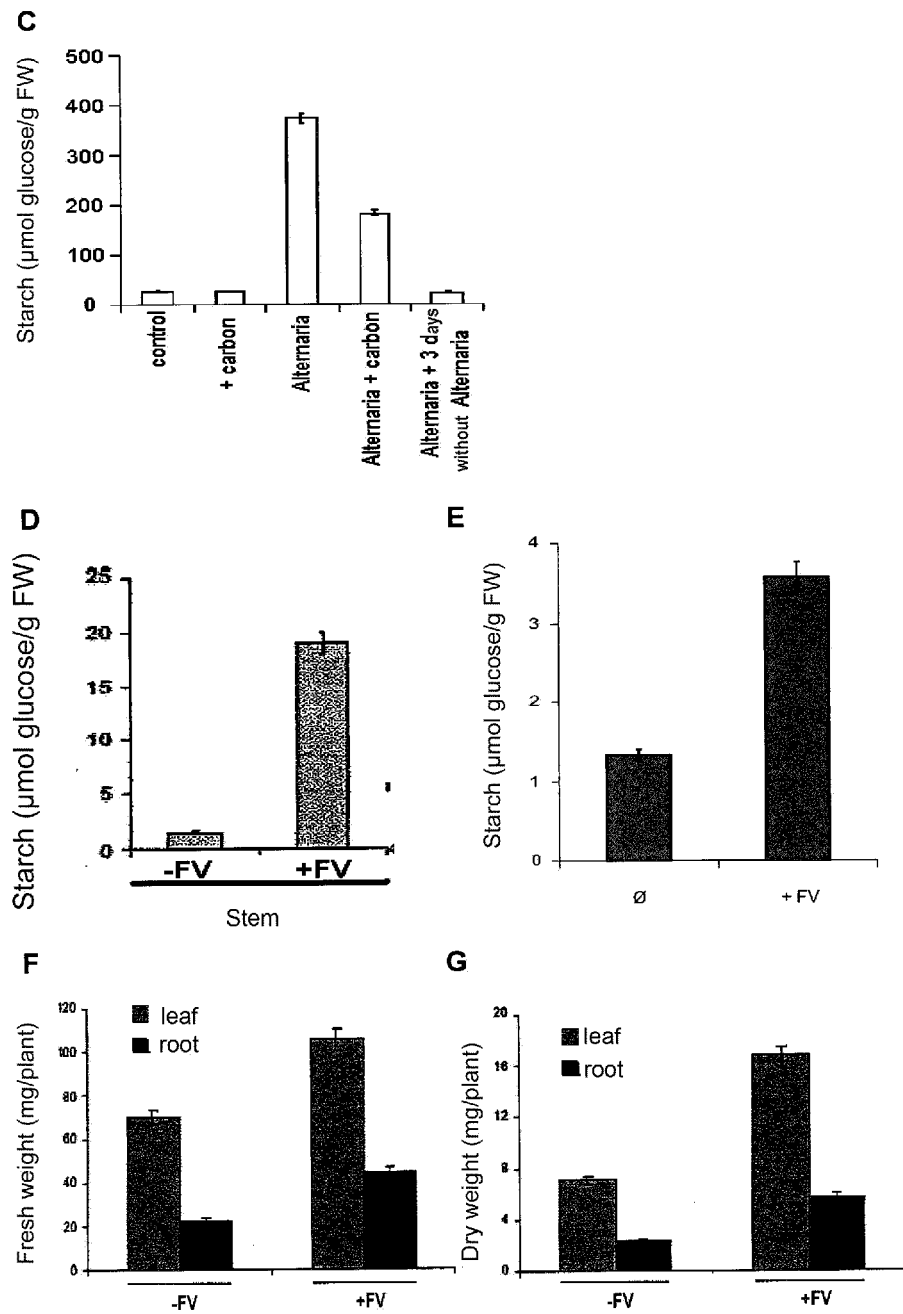 C
Starch (µmol glucose/g FW)
500
400
300
200
100
0
control
+ carbon
Alternaria
Alternaria + carbon
Alternaria + 3 days
without Alternaria
D
Starch (µmol glucose/g FW)
25
20
15
10
5
0
-FV
+FV
Stem
E
Starch (µmol glucose/g FW)
4
3
2
1
0
Ø
+ FV
F
Fresh weight (mg/plant)
120
100
80
60
40
20
0
leaf
root
-FV
+FV
G
Dry weight (mg/plant)
20
16
12
8
4
0
leaf
root
-FV
+FV